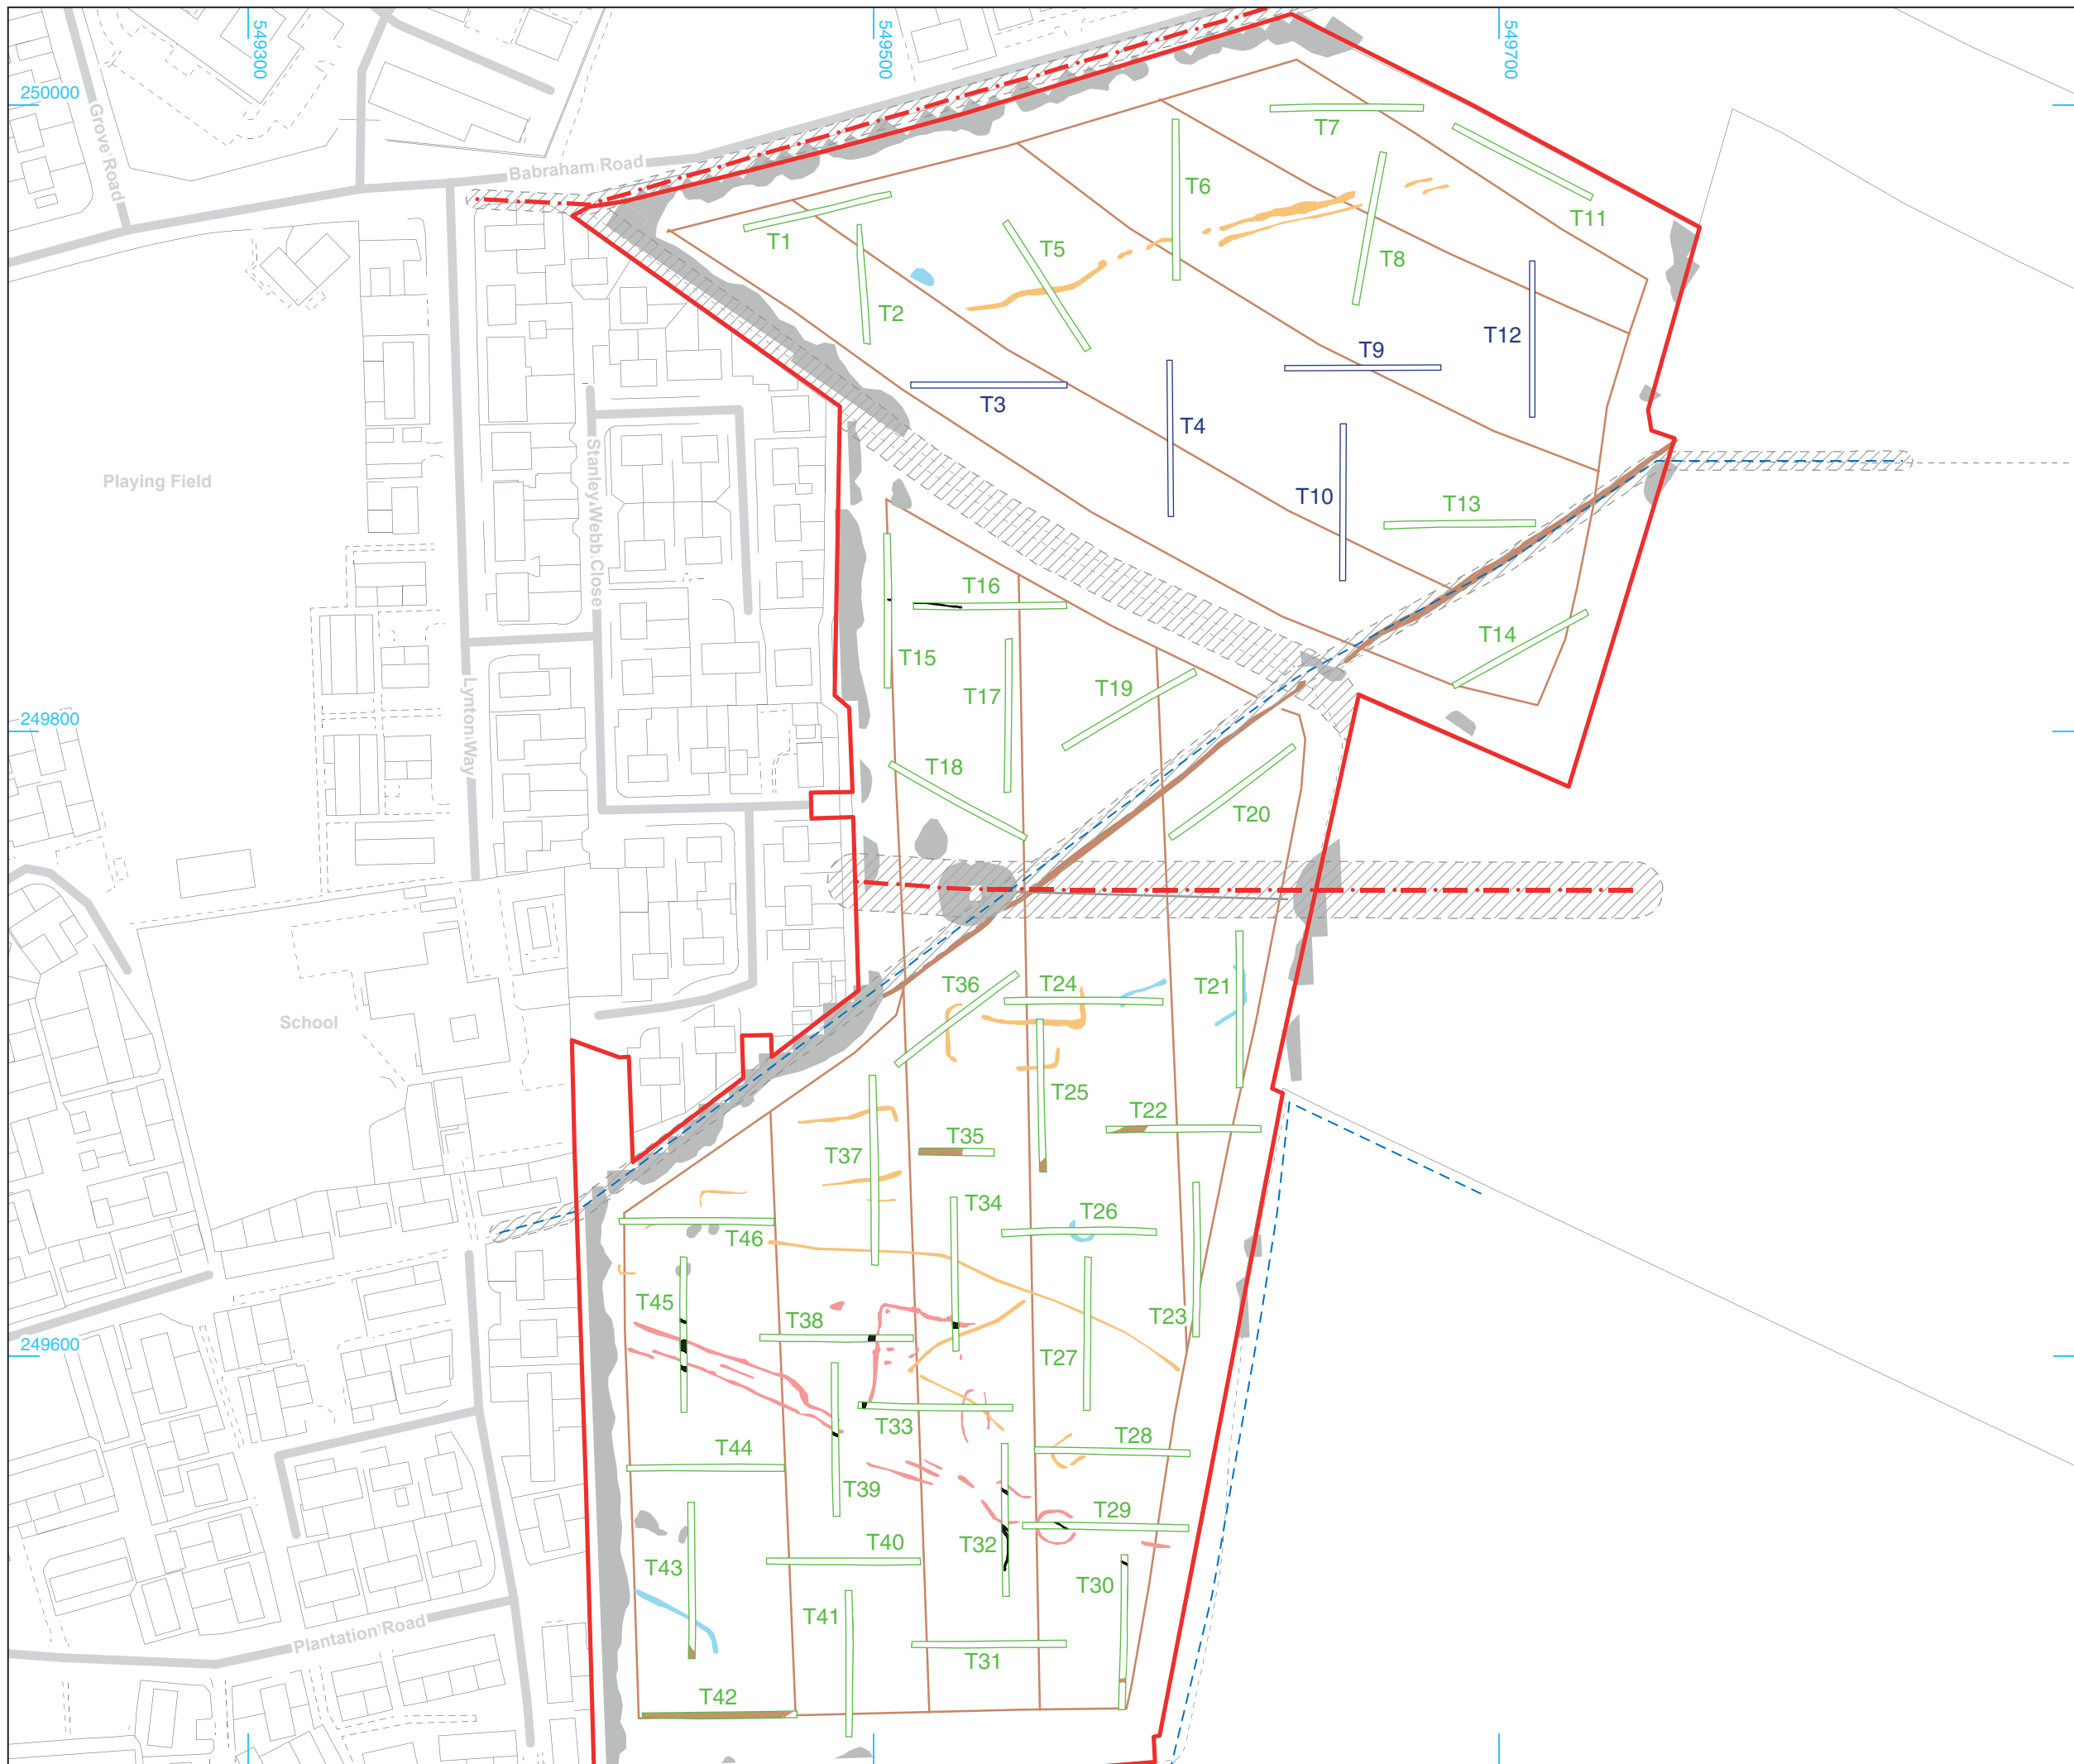 549300
549500
549700
250000
Grove Road
Babraham Road
T7
T6
T11
T1
T5
T8
T2
T12
T9
T3
T4
Stanley Webb Close
Playing Field
T10
T13
T16
T14
T15
T17
T19
Lynton Way
249800
T18
T20
T36
T24
T21
School
T25
T22
T35
T37
T34
T26
T46
T45
T38
T23
249600
T27
T33
T28
T44
T39
T29
T32
T40
T43
T30
T41
Plantation Road
T31
T42